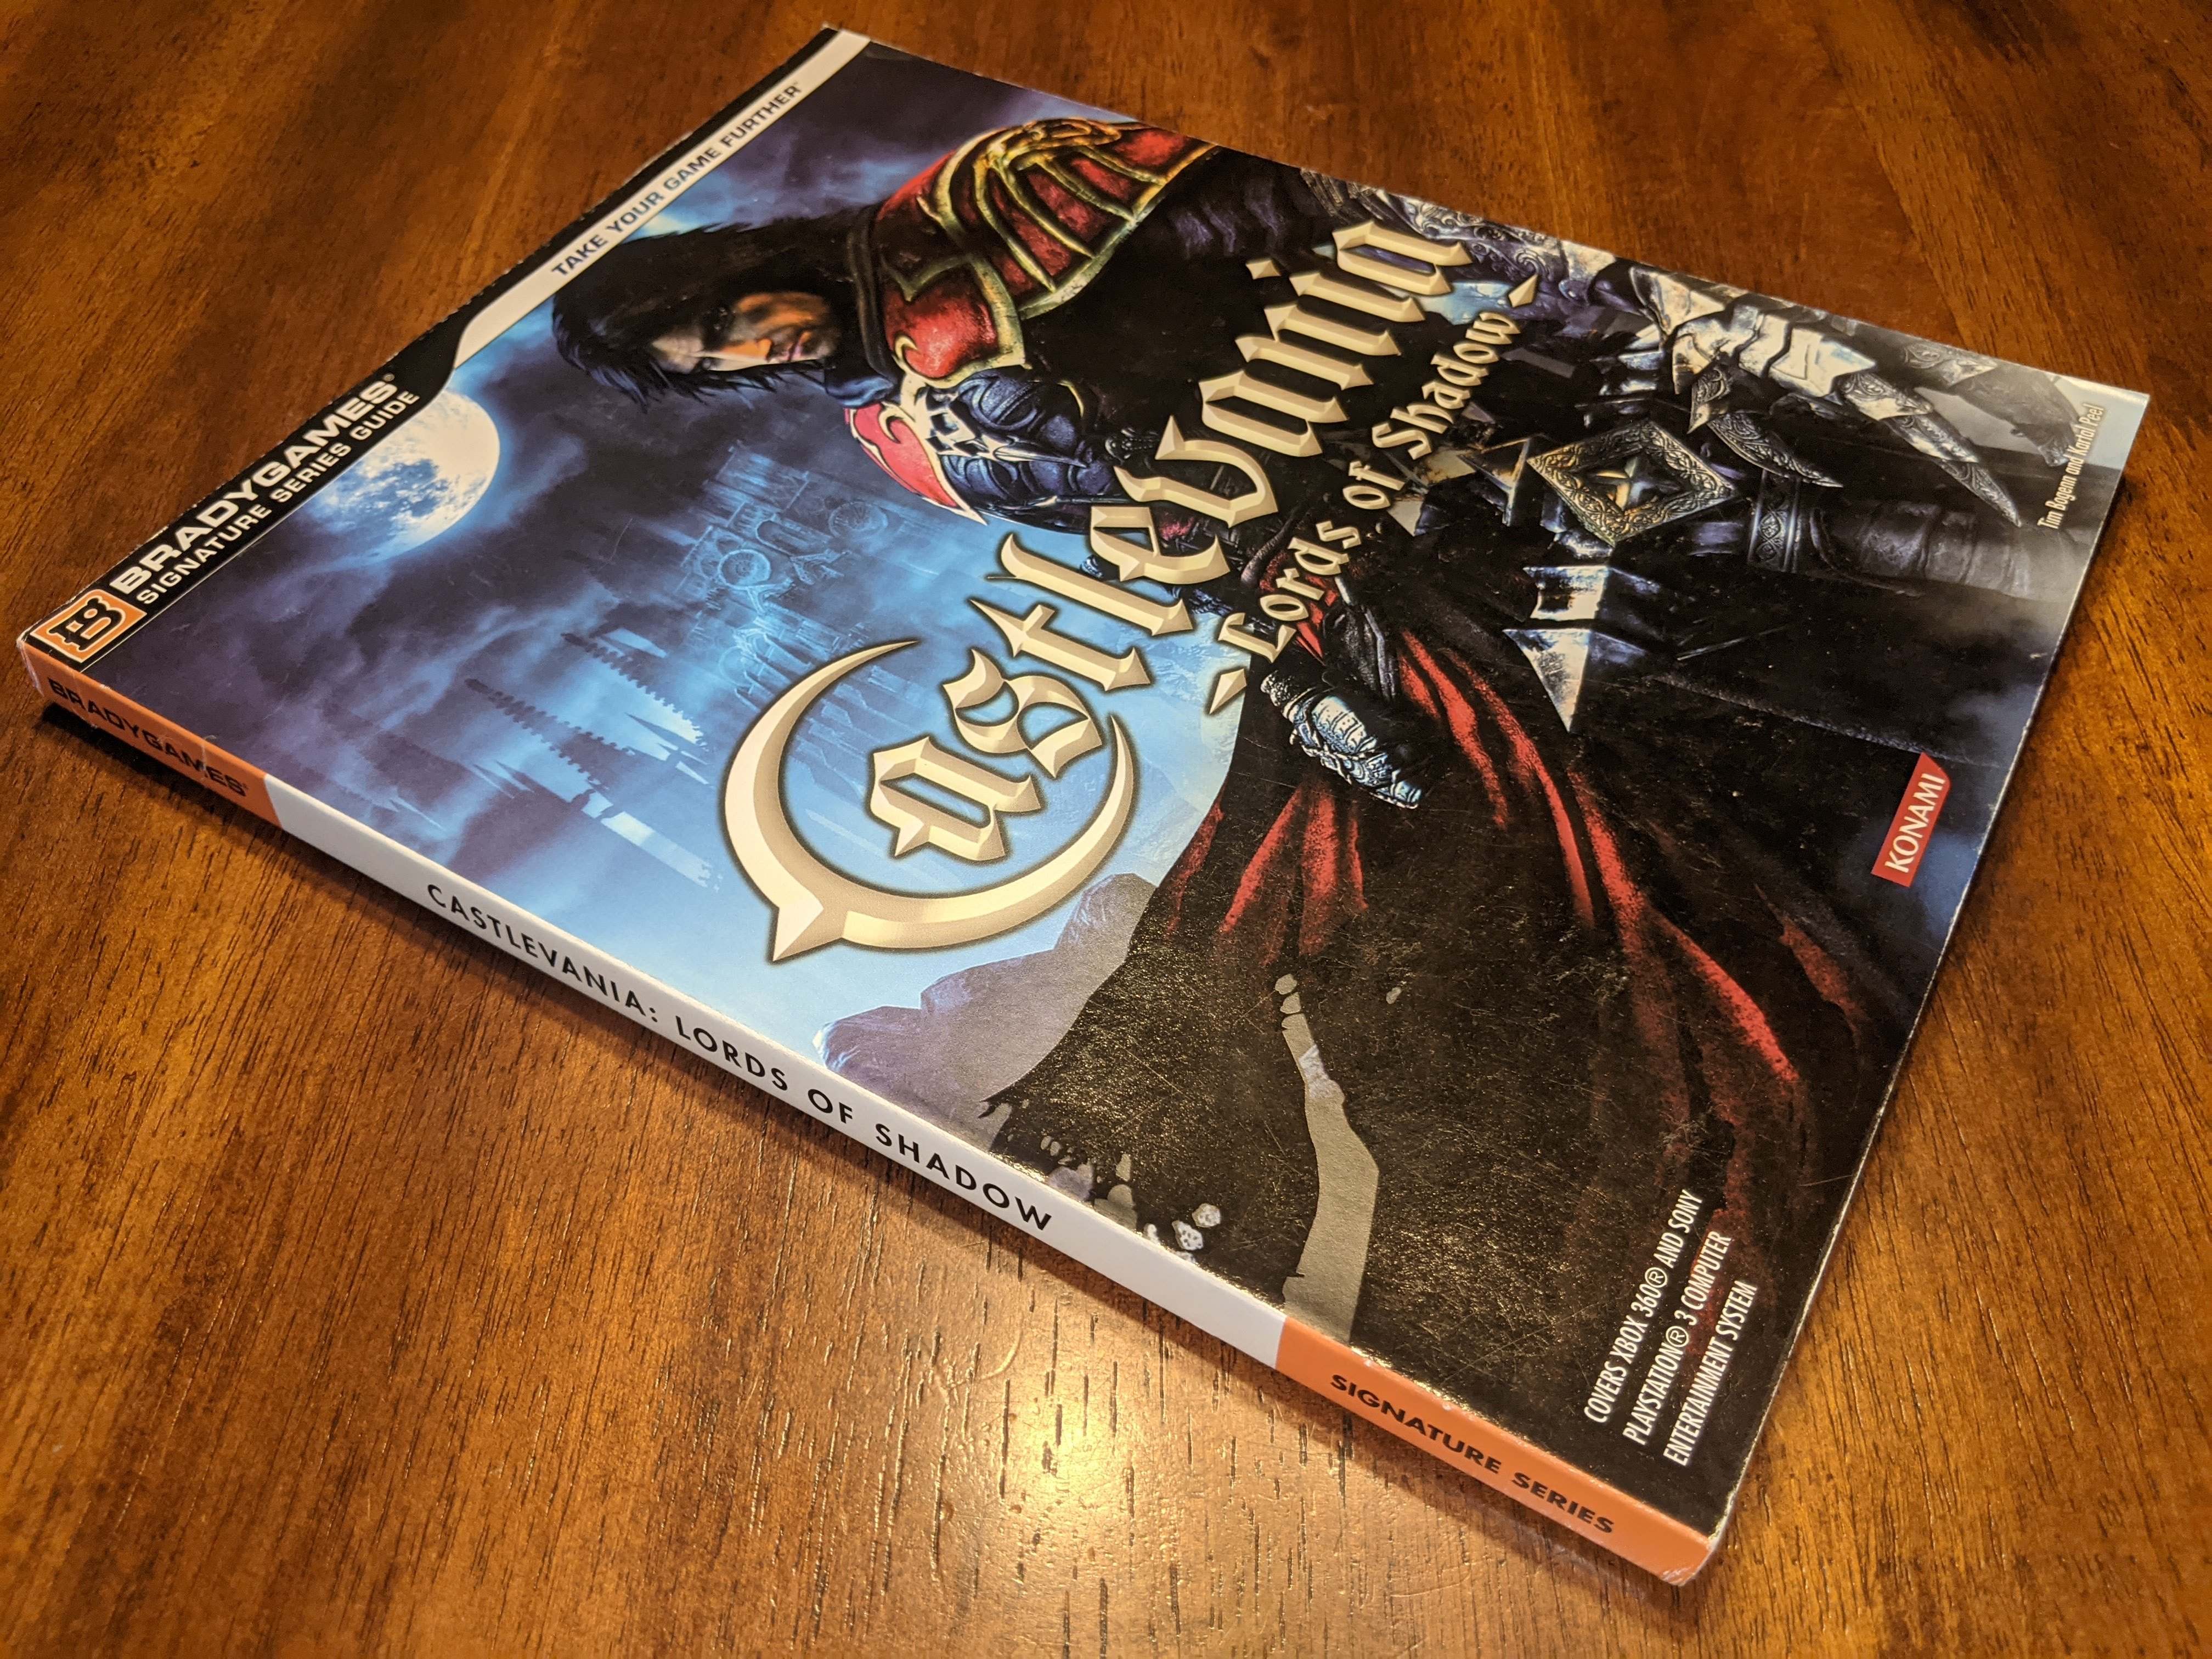 TAKE YOUR GAME FURTHER®
BRADYGAMES®
SIGNATURE SERIES GUIDE
Castlevania
Lords of Shadow
Tim Bogenn and Kartal Peel
KONAMI
COVERS XBOX 360® AND SONY
PLAYSTATION® 3 COMPUTER
ENTERTAINMENT SYSTEM
BRADYGAMES®
CASTLEVANIA: LORDS OF SHADOW
SIGNATURE SERIES